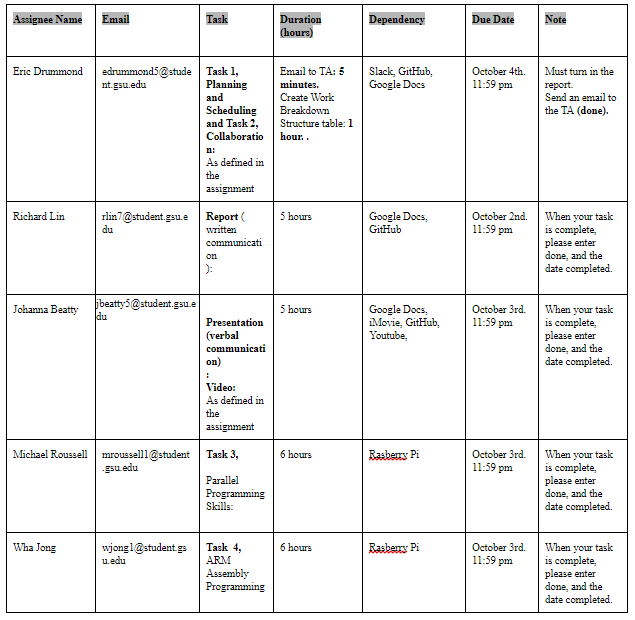 Assignee Name
Email
Task
Duration
(hours)
Dependency
Due Date
Note
Eric Drummond
edrummond5@stude
nt.gsu.edu
Task 1,
Planning
and
Scheduling
and Task 2,
Collaboratio
n:
As defined in
the
assignment
Email to TA: 5
minutes.
Create Work
Breakdown
Structure table: 1
hour. .
Slack, GitHub,
Google Docs
October 4th.
11:59 pm
Must turn in the
report.
Send an email to
the TA (done).
Richard Lin
rlin7@student.gsu.e
du
Report (
written
communicati
on
):
5 hours
Google Docs,
GitHub
October 2nd.
11:59 pm
When your task
is complete,
please enter
done, and the
date completed.
Johanna Beatty
jbeatty5@student.gsu.e
du
Presentation
(verbal
communicati
on)
:
Video:
As defined in
the
assignment
5 hours
Google Docs,
iMovie, GitHub,
Youtube,
October 3rd.
11:59 pm
When your task
is complete,
please enter
done, and the
date completed.
Michael Roussell
mroussell1@student
.gsu.edu
Task 3,
Parallel
Programming
Skills:
6 hours
Rasberry Pi
October 3rd.
11:59 pm
When your task
is complete,
please enter
done, and the
date completed.
Wha Jong
wjong1@student.gs
u.edu
Task 4,
ARM
Assembly
Programming
6 hours
Rasberry Pi
October 3rd.
11:59 pm
When your task
is complete,
please enter
done, and the
date completed.